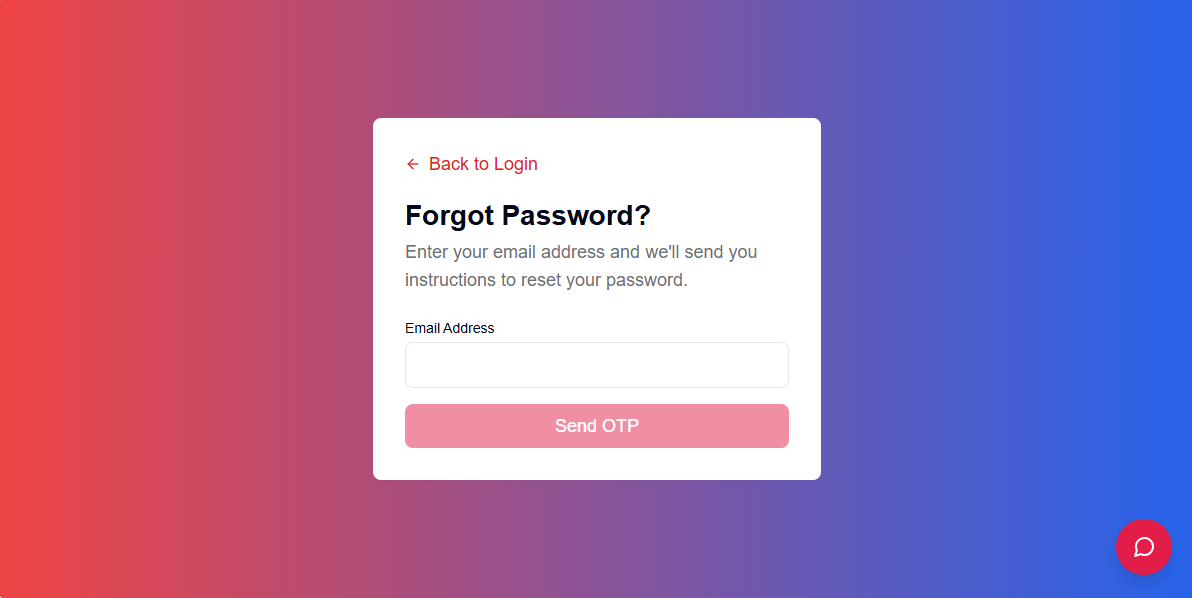 Back to Login
Forgot Password?
Enter your email address and we'll send you
instructions to reset your password.
Email Address
Send OTP